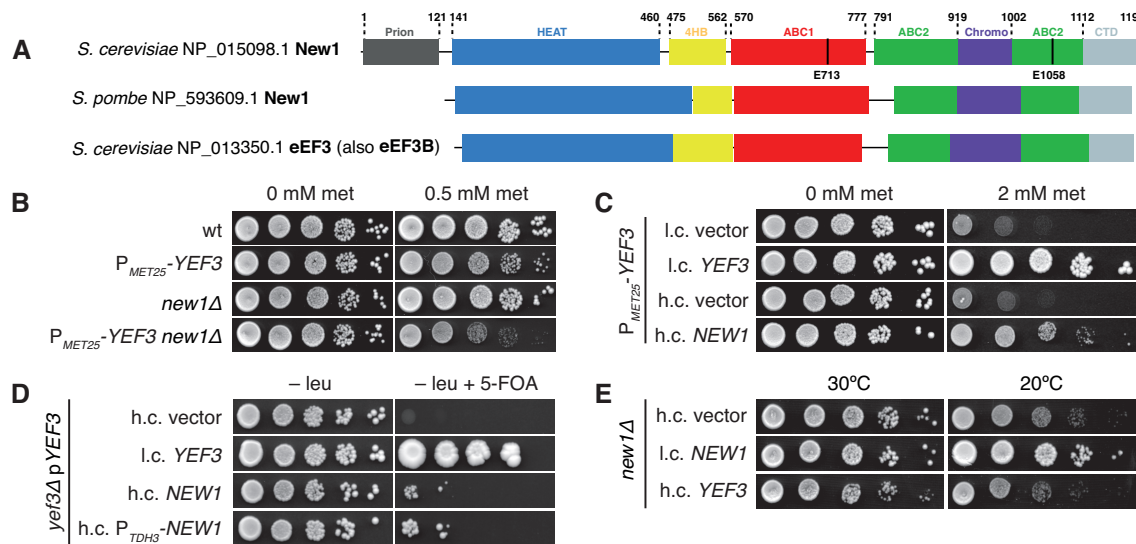 1 121 141 460 475 562 570 777 791 919 1002 1112 119
A
Prion HEAT 4HB ABC1 ABC2 Chromo ABC2 CTD
S. cerevisiae NP_015098.1 New1
E713 E1058
S. pombe NP_593609.1 New1
S. cerevisiae NP_013350.1 eEF3 (also eEF3B)
B
0 mM met 0.5 mM met
wt
PMET25-YEF3
new1Δ
PMET25-YEF3 new1Δ
C
0 mM met 2 mM met
PMET25-YEF3
l.c. vector
l.c. YEF3
h.c. vector
h.c. NEW1
D
– leu – leu + 5-FOA
yef3Δ pYEF3
h.c. vector
l.c. YEF3
h.c. NEW1
h.c. PTDH3-NEW1
E
30ºC 20ºC
new1Δ
h.c. vector
l.c. NEW1
h.c. YEF3